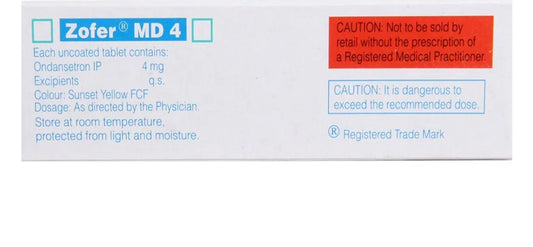 Zofer® MD 4
Each uncoated tablet contains:
Ondansetron IP 4 mg
Excipients q.s.
Colour: Sunset Yellow FCF
Dosage: As directed by the Physician.
Store at room temperature,
protected from light and moisture.
CAUTION: Not to be sold by
retail without the prescription of
a Registered Medical Practitioner.
CAUTION: It is dangerous to
exceed the recommended dose.
® Registered Trade Mark